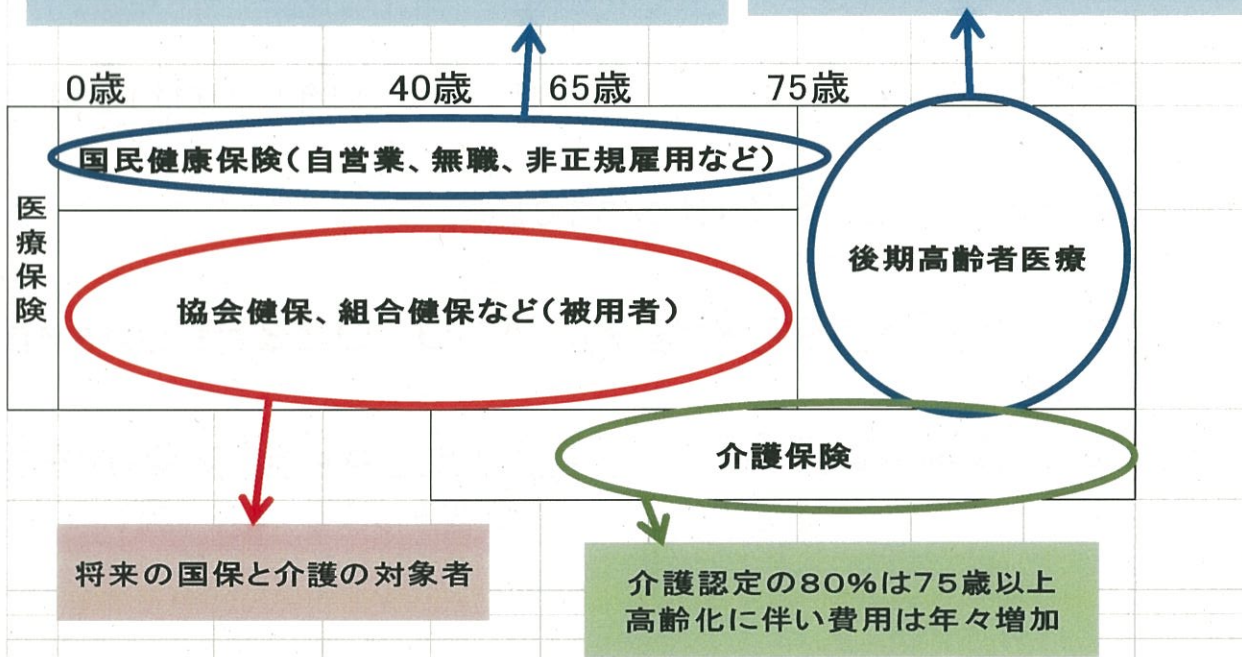 0歳
40歳
65歳
75歳
医療保険
国民健康保険(自営業、無職、非正規雇用など)
協会健保、組合健保など(被用者)
後期高齢者医療
介護保険
将来の国保と介護の対象者
介護認定の80%は75歳以上
高齢化に伴い費用は年々増加